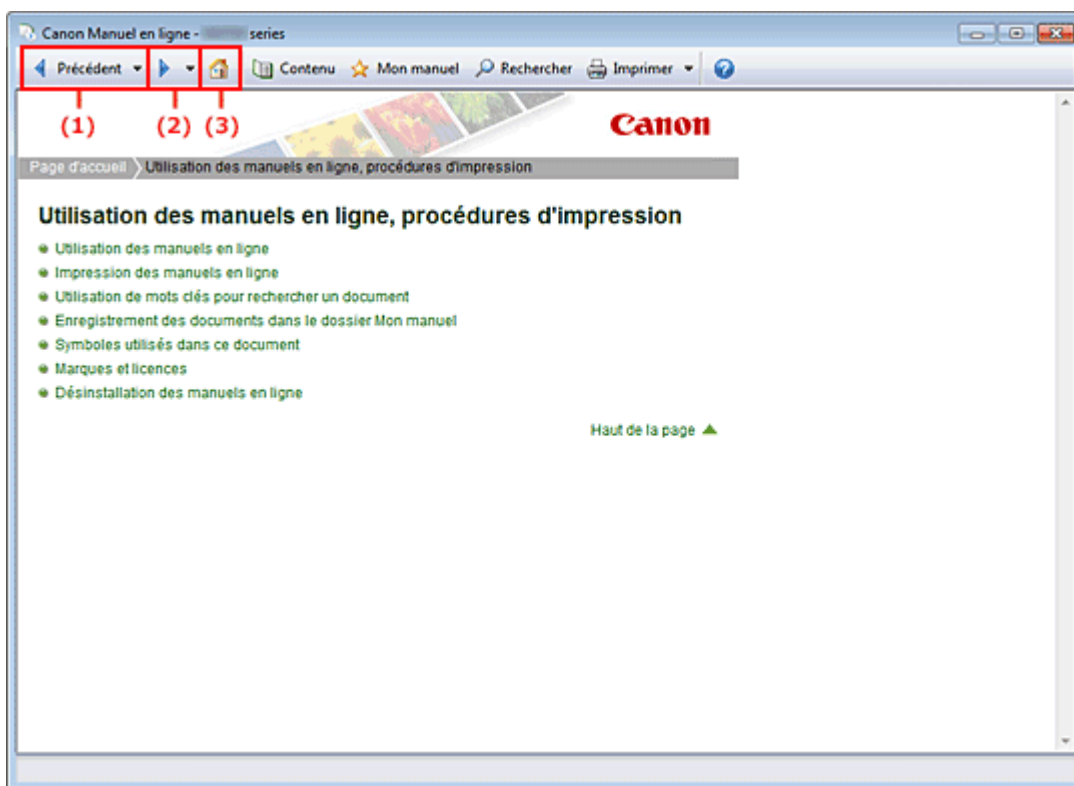 Canon Manuel en ligne - series
Précédent Contenu Mon manuel Rechercher Imprimer
(1) (2) (3)
Canon
Page d'accueil Utilisation des manuels en ligne, procédures d'impression
Utilisation des manuels en ligne, procédures d'impression
Utilisation des manuels en ligne
Impression des manuels en ligne
Utilisation de mots clés pour rechercher un document
Enregistrement des documents dans le dossier Mon manuel
Symboles utilisés dans ce document
Marques et licences
Désinstallation des manuels en ligne
Haut de la page